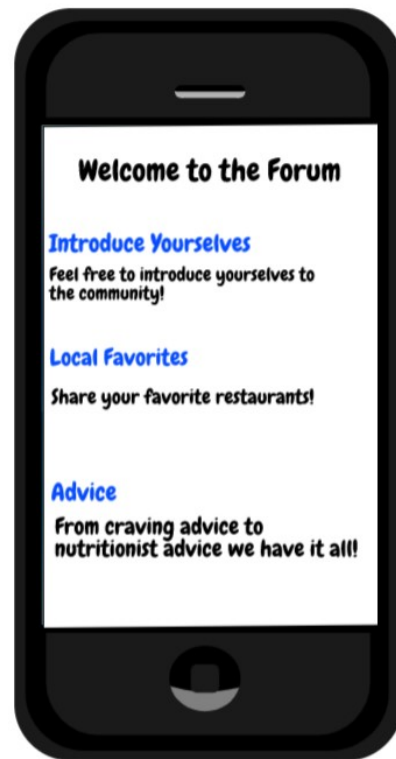 Welcome to the Forum
Introduce Yourselves
Feel free to introduce yourselves to
the community!
Local Favorites
Share your favorite restaurants!
Advice
From craving advice to
nutritionist advice we have it all!